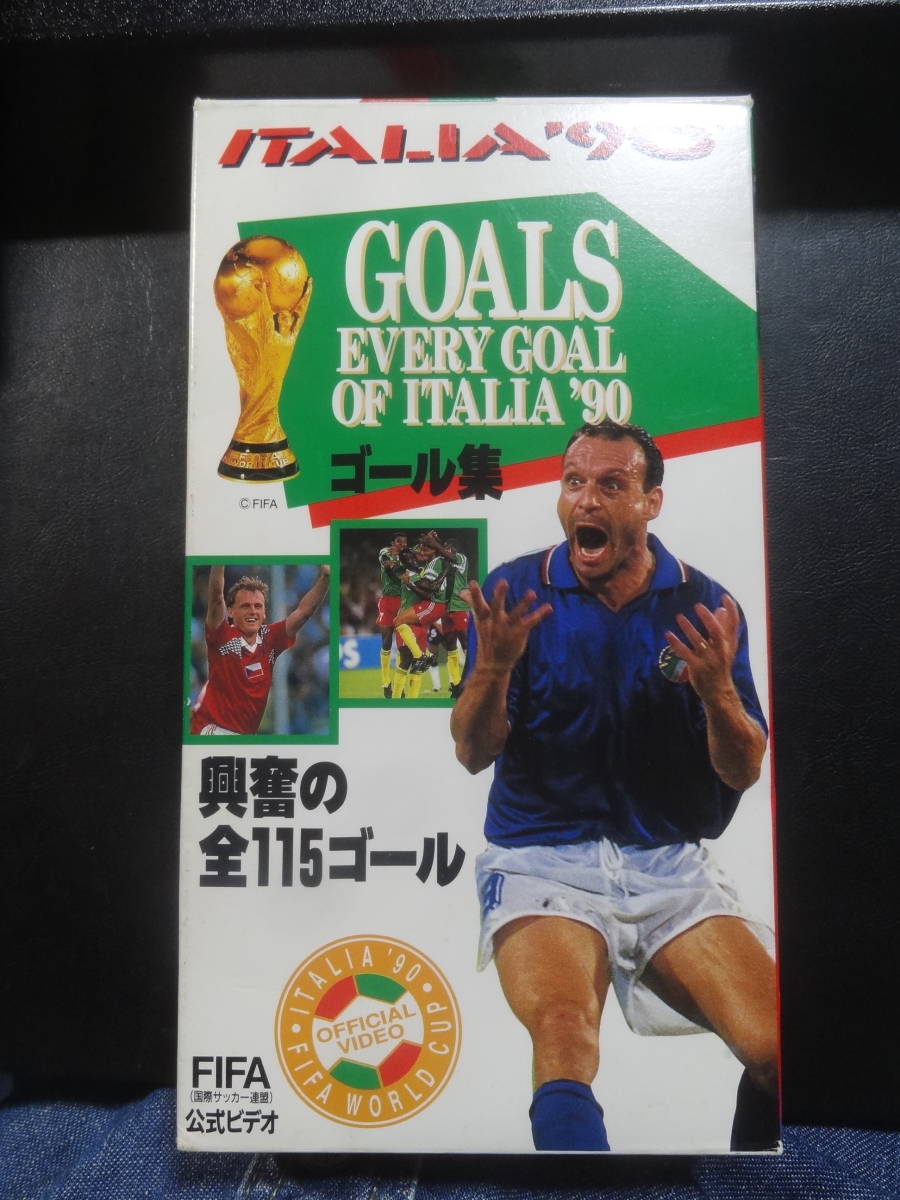 ITALIA'90
GOALS
EVERY GOAL
OF ITALIA '90
ゴール集
© FIFA
興奮の
全115ゴール
ITALIA '90
OFFICIAL
VIDEO
FIFA WORLD CUP
FIFA
(国際サッカー連盟)
公式ビデオ